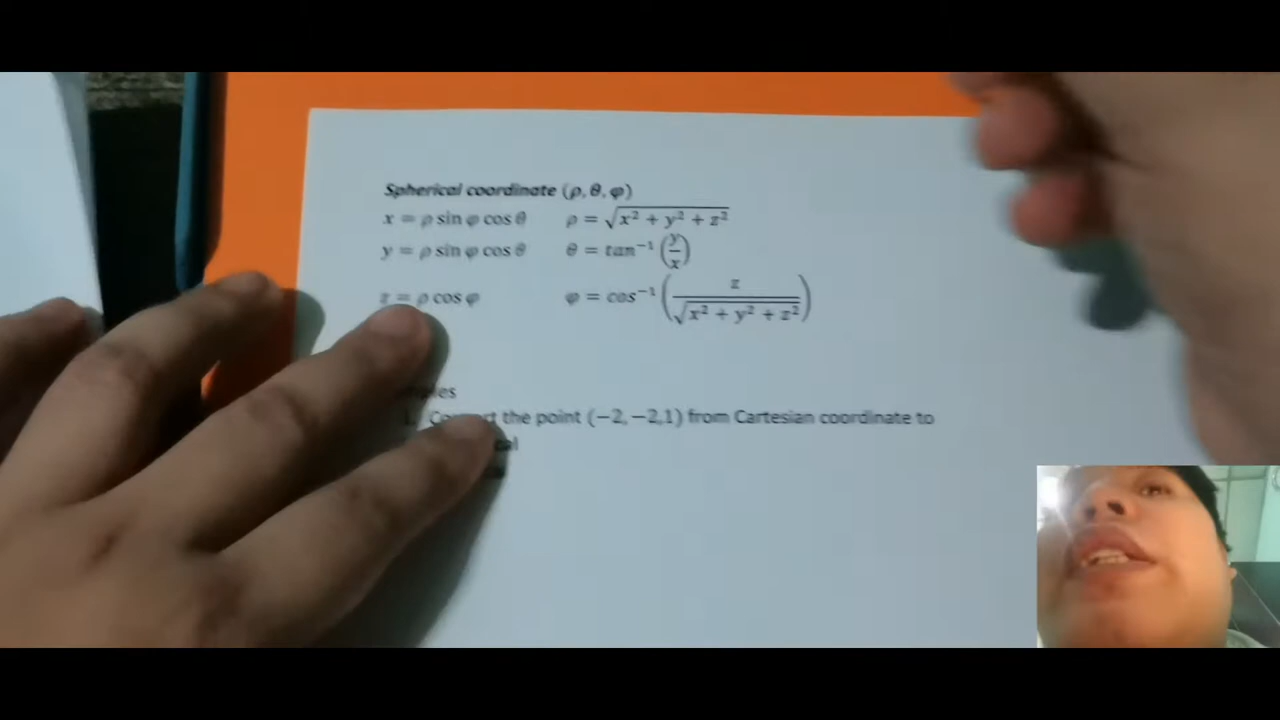 Spherical coordinate (ρ, θ, φ)
x = ρ sin φ cos θ ρ = √(x² + y² + z²)
y = ρ sin φ cos θ θ = tan⁻¹ (y/x)
z = ρ cos φ φ = cos⁻¹ (z/√(x² + y² + z²))
the point (−2, −2,1) from Cartesian coordinate to